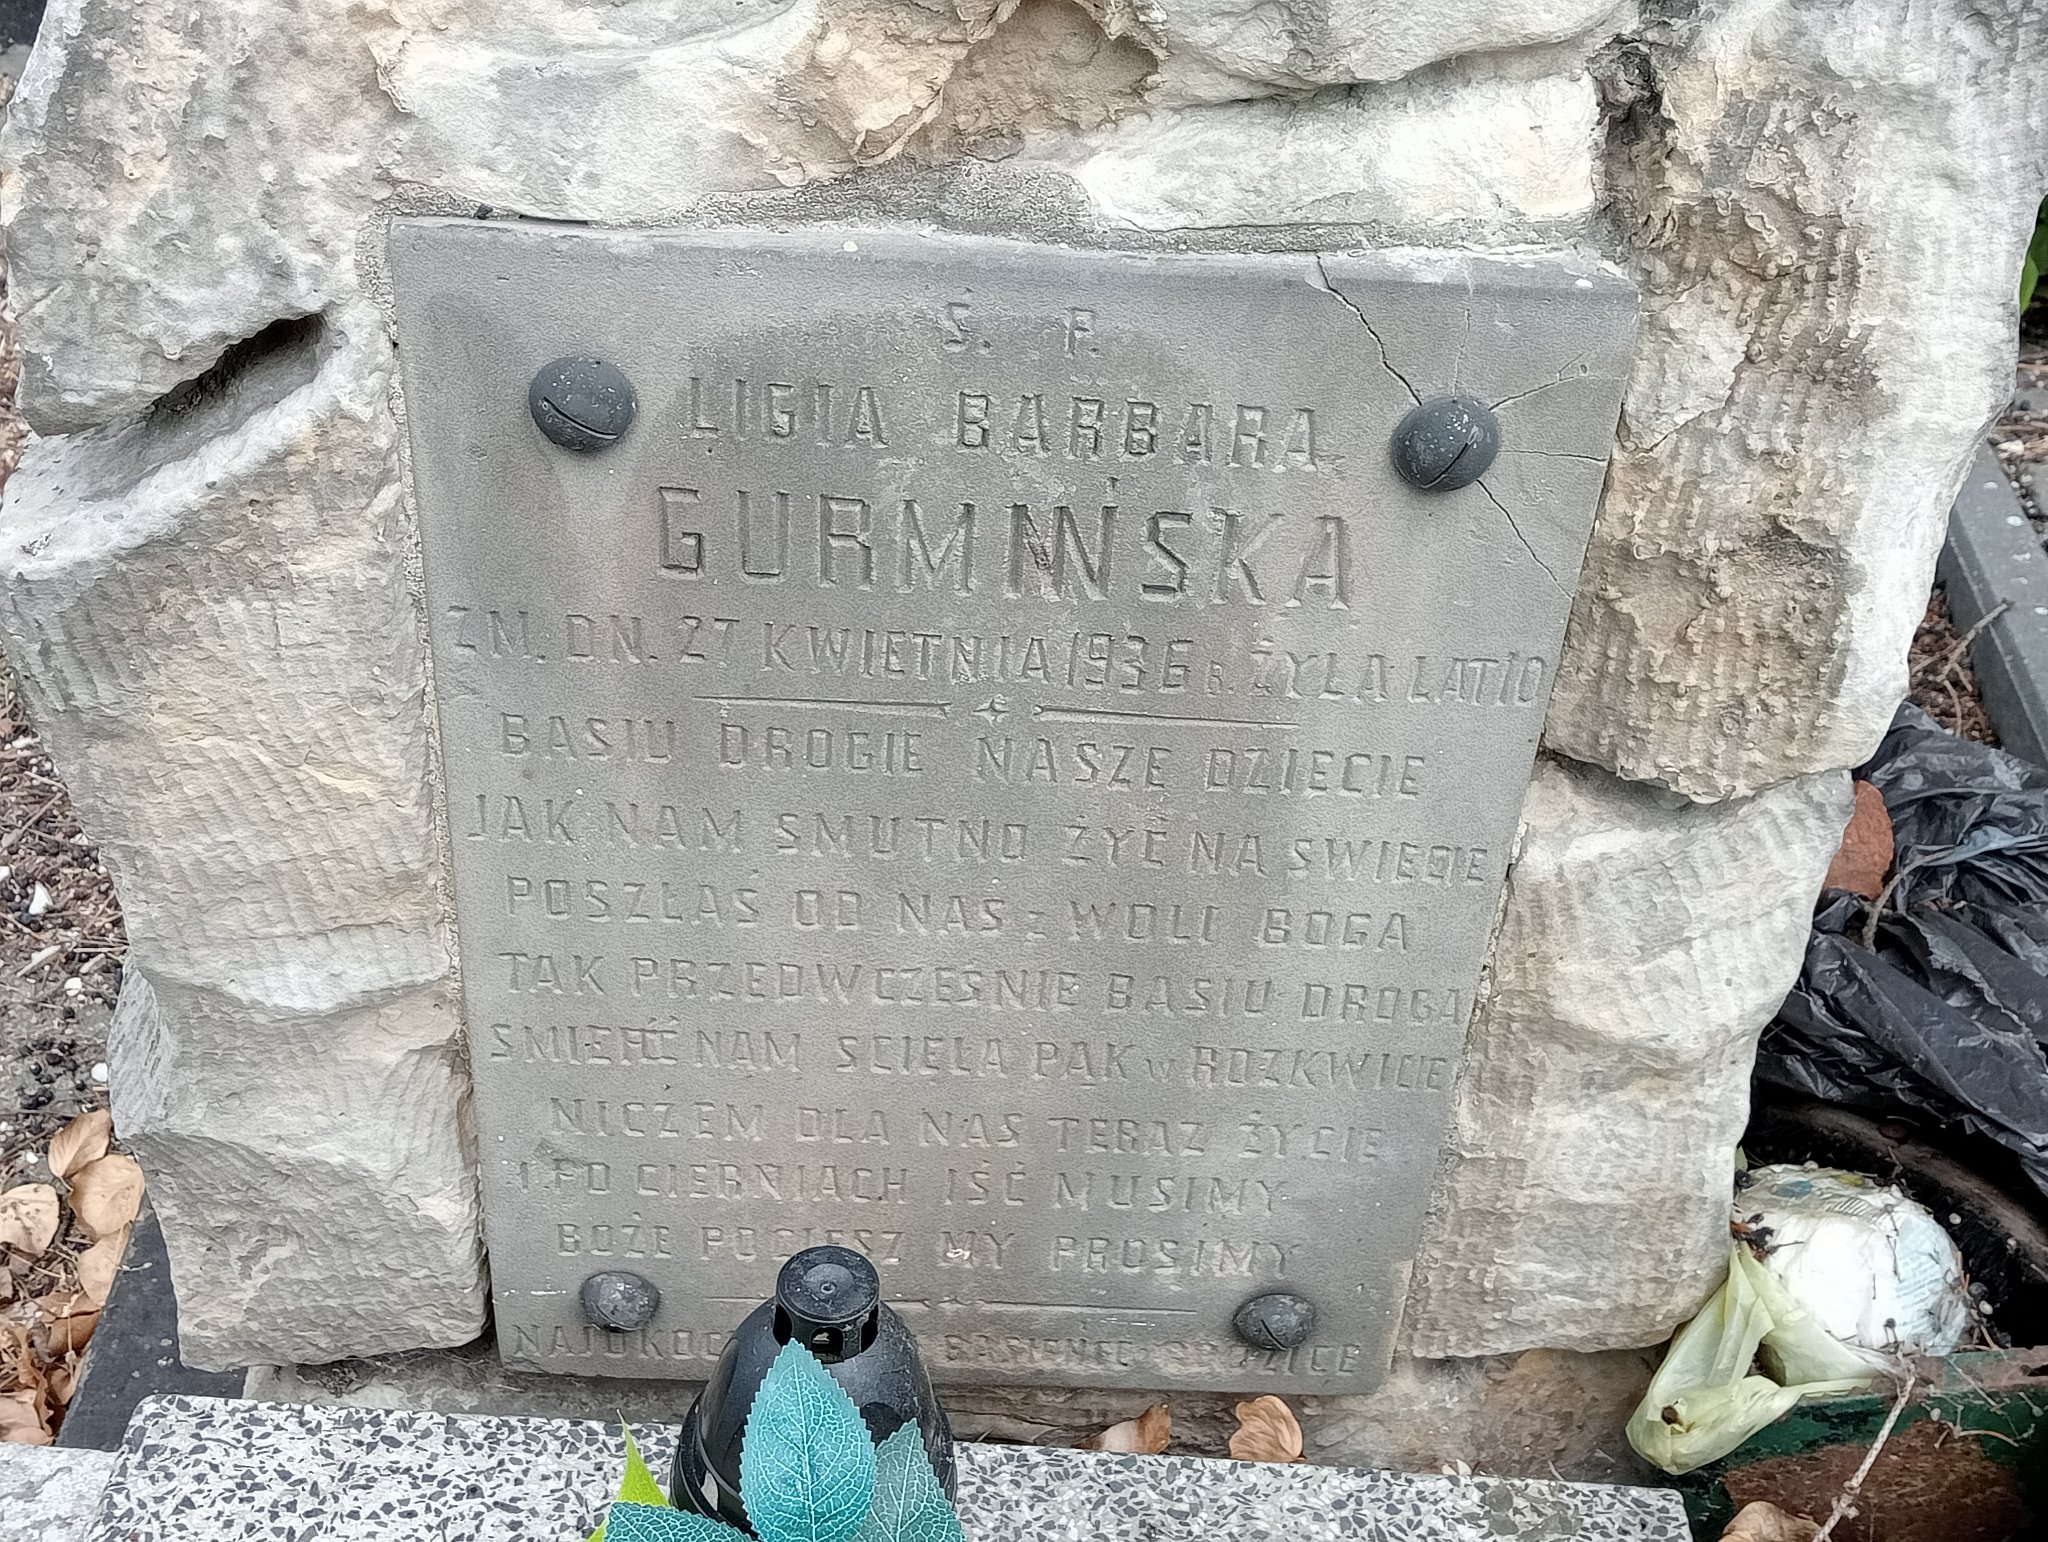 Ś. P.
LIGIA BARBARA
GURMIŃSKA
ZM. DN. 27 KWIETNIA 1936 R. ŻYŁA LAT 10
BASIU DROGIE NASZE DZIECIE
JAK NAM SMUTNO ŻYĆ NA SWIECIE
POSZŁAŚ OD NAS Z WOLI BOGA
TAK PRZEDWCZEŚNIE BASIU DROGA
ŚMIERĆ NAM SCIĘLA PĄK W ROZKWICIE
NICZEM DLA NAS TERAZ ŻYCIE
I PO CIERNIACH IŚĆ MUSIMY
BOŻE POCIESZ MY PROSIMY